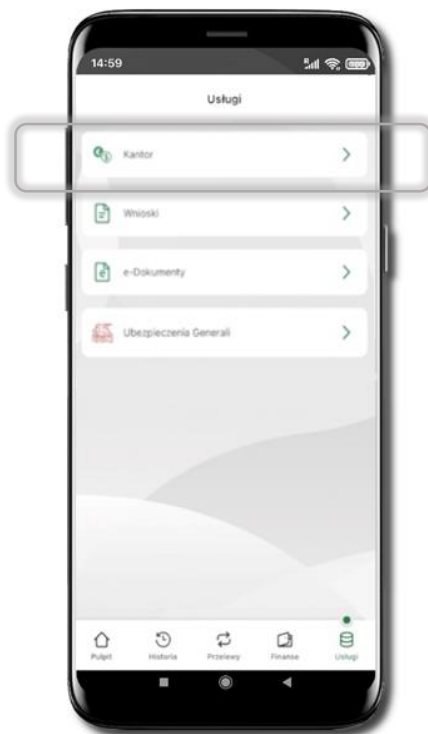 14:59
Usługi
Kantor
Wnioski
e-Dokumenty
Ubezpieczenia Generali
Pulpit
Historia
Przelewy
Finanse
Usługi